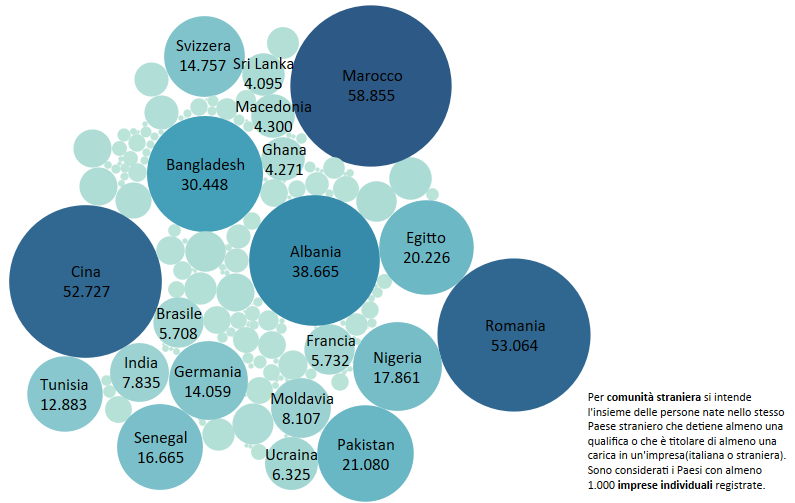 Svizzera
14.757
Sri Lanka
4.095
Marocco
58.855
Macedonia
4.300
Ghana
4.271
Bangladesh
30.448
Egitto
20.226
Albania
38.665
Cina
52.727
Romania
53.064
Brasile
5.708
Francia
5.732
Nigeria
17.861
India
7.835
Germania
14.059
Tunisia
12.883
Moldavia
8.107
Senegal
16.665
Pakistan
21.080
Ucraina
6.325
Per comunità straniera si intende
l'insieme delle persone nate nello stesso
Paese straniero che detiene almeno una
qualifica o che è titolare di almeno una
carica in un'impresa(italiana o straniera).
Sono considerati i Paesi con almeno
1.000 imprese individuali registrate.